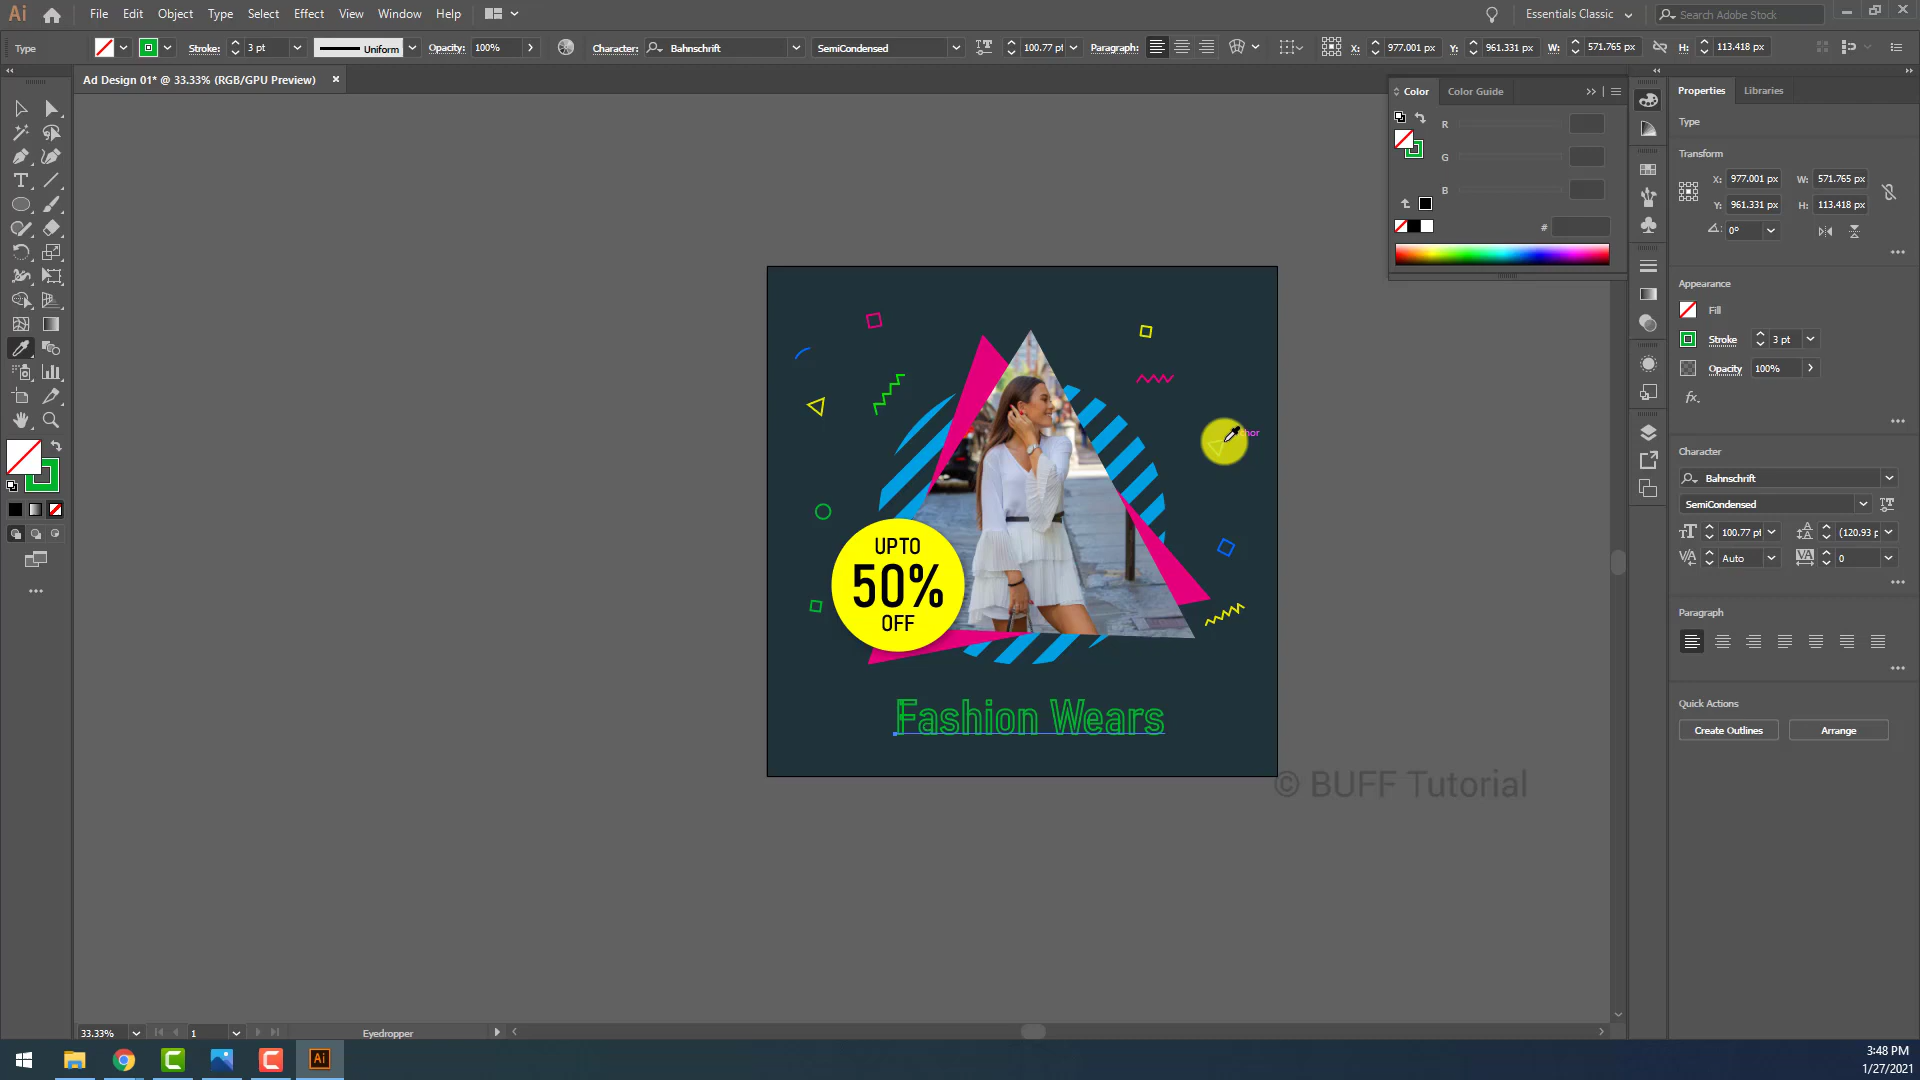 Ai File Edit Object Type Select Effect View Window Help Essentials Classic Search Adobe Stock
Type Stroke: 3 pt Uniform Opacity: 100% Character: Bahnschrift SemiCondensed 100.77 pt Paragraph: X: 977.001 px Y: 961.331 px W: 571.765 px H: 113.418 px
Ad Design 01* @ 33.33% (RGB/GPU Preview) ×
Color Color Guide
R
G
B
#
Properties Libraries
Type
Transform
X: 977.001 px W: 571.765 px
Y: 961.331 px H: 113.418 px
0°
Appearance
Fill
Stroke 3 pt
Opacity 100%
fx.
Character
Bahnschrift
SemiCondensed
100.77 pt (120.93 p
Auto 0
Paragraph
Quick Actions
Create Outlines Arrange
UPTO
50%
OFF
Fashion Wears
© BUFF Tutorial
33.33% 1 Eyedropper
Ai
3:48 PM
1/27/2021